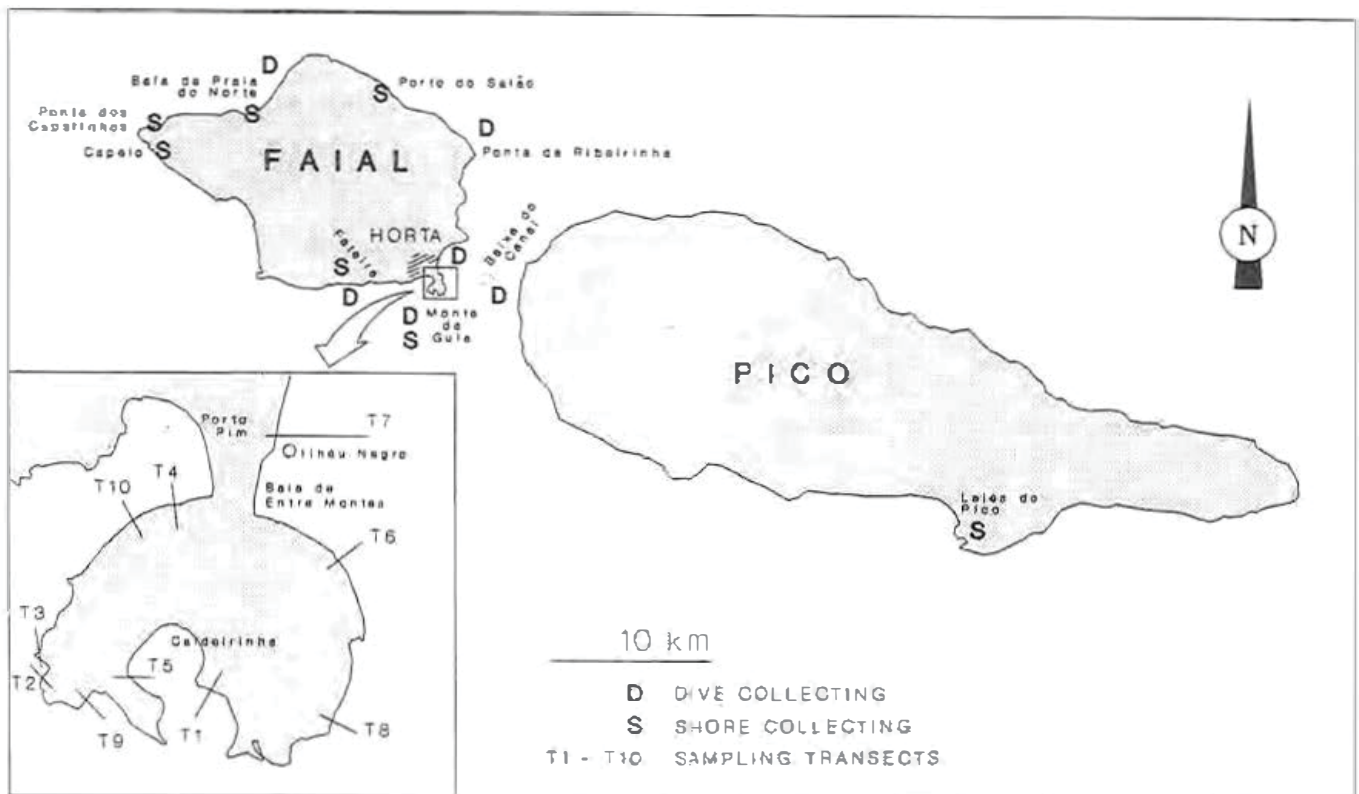 D
Baía da Praia
do Norte
S
S
Porto do Salão
Ponta dos
Capelinhos
S
Capelo
S
FAIAL
D
Ponta da Ribeirinha
HORTA
Feteira
S
D
D
Baixa do
Canal
D
D
S
Monte
da
Guia
N
PICO
Lajes do
Pico
S
Porto
Pim
T7
Ilhéu Negro
T4
T10
Baía de
Entre Montes
T6
T3
Caldeirinha
T5
T2
T9
T1
T8
10 km
D DIVE COLLECTING
S SHORE COLLECTING
T1 - T10 SAMPLING TRANSECTS